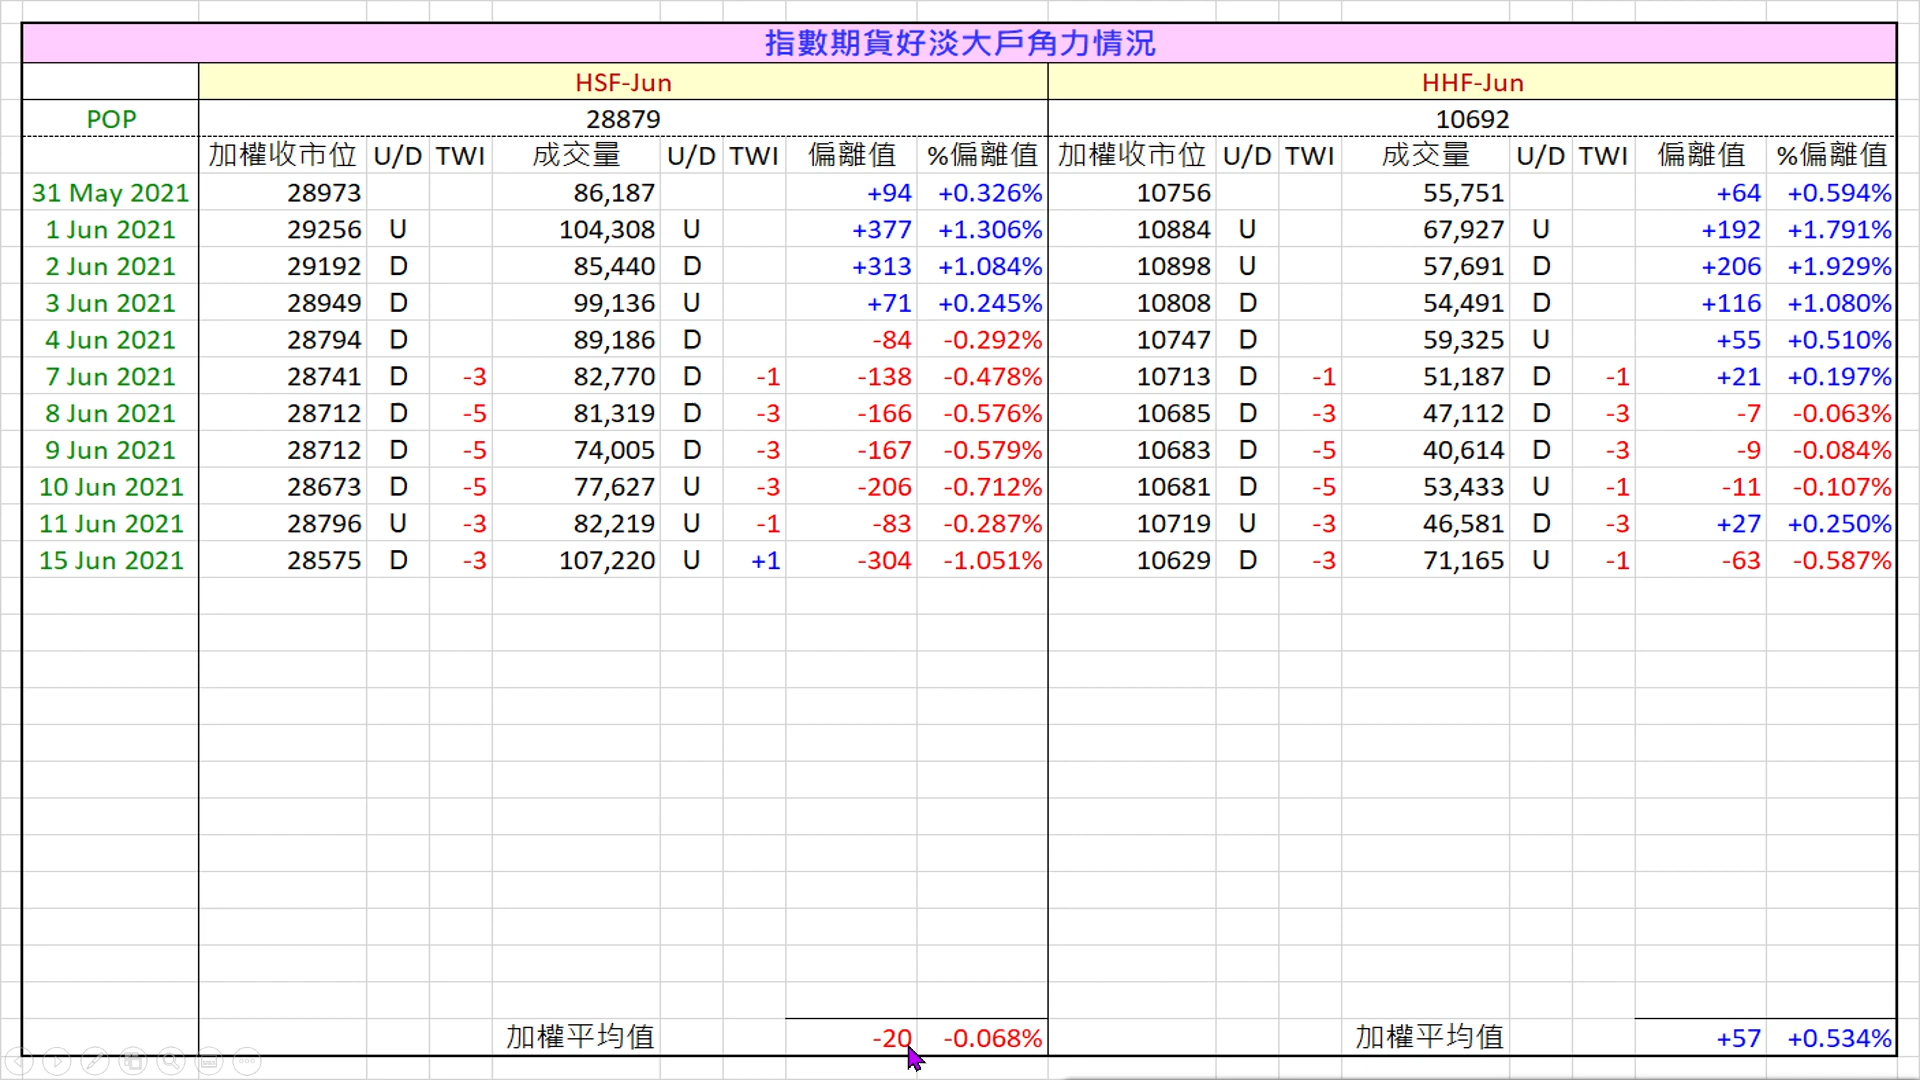 指數期貨好淡大戶角力情況
HSF-Jun HHF-Jun
POP 28879 10692
加權收市位 U/D TWI 成交量 U/D TWI 偏離值 %偏離值 加權收市位 U/D TWI 成交量 U/D TWI 偏離值 %偏離值
31 May 2021 28973 86,187 +94 +0.326% 10756 55,751 +64 +0.594%
1 Jun 2021 29256 U 104,308 U +377 +1.306% 10884 U 67,927 U +192 +1.791%
2 Jun 2021 29192 D 85,440 D +313 +1.084% 10898 U 57,691 D +206 +1.929%
3 Jun 2021 28949 D 99,136 U +71 +0.245% 10808 D 54,491 D +116 +1.080%
4 Jun 2021 28794 D 89,186 D -84 -0.292% 10747 D 59,325 U +55 +0.510%
7 Jun 2021 28741 D -3 82,770 D -1 -138 -0.478% 10713 D -1 51,187 D -1 +21 +0.197%
8 Jun 2021 28712 D -5 81,319 D -3 -166 -0.576% 10685 D -3 47,112 D -3 -7 -0.063%
9 Jun 2021 28712 D -5 74,005 D -3 -167 -0.579% 10683 D -5 40,614 D -3 -9 -0.084%
10 Jun 2021 28673 D -5 77,627 U -3 -206 -0.712% 10681 D -5 53,433 U -1 -11 -0.107%
11 Jun 2021 28796 U -3 82,219 U -1 -83 -0.287% 10719 U -3 46,581 D -3 +27 +0.250%
15 Jun 2021 28575 D -3 107,220 U +1 -304 -1.051% 10629 D -3 71,165 U -1 -63 -0.587%
加權平均值 -20 -0.068% 加權平均值 +57 +0.534%